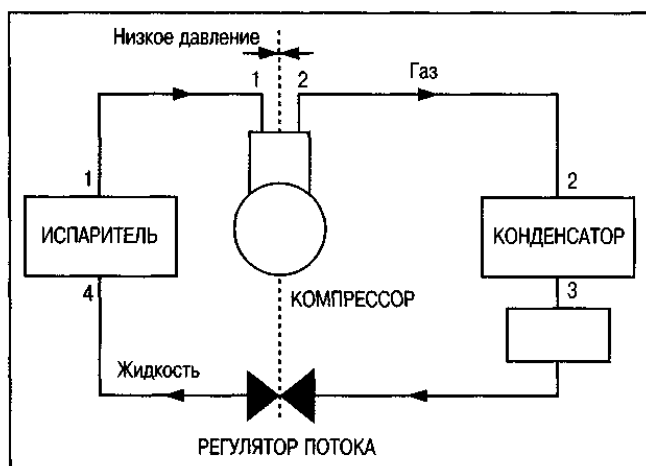 Низкое давление
1 2 Газ
1
2
ИСПАРИТЕЛЬ
КОНДЕНСАТОР
4
КОМПРЕССОР
3
Жидкость
РЕГУЛЯТОР ПОТОКА